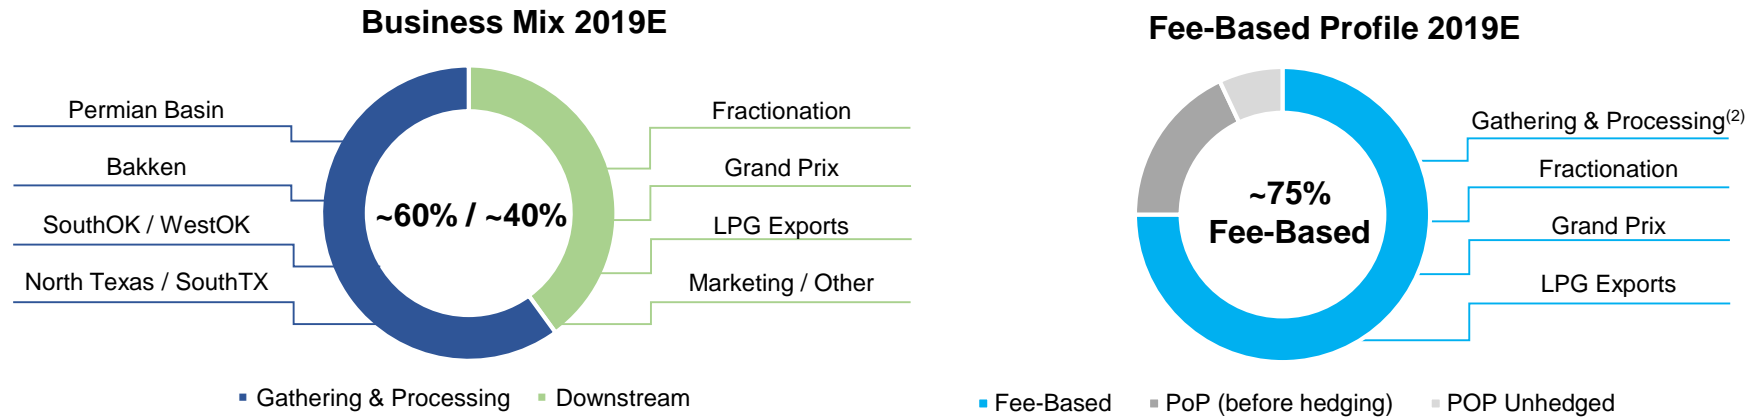 Business Mix 2019E
Permian Basin
Bakken
SouthOK / WestOK
North Texas / SouthTX
~60% / ~40%
Fractionation
Grand Prix
LPG Exports
Marketing / Other
Gathering & Processing
Downstream
Fee-Based Profile 2019E
~75%
Fee-Based
Gathering & Processing(2)
Fractionation
Grand Prix
LPG Exports
Fee-Based
PoP (before hedging)
POP Unhedged